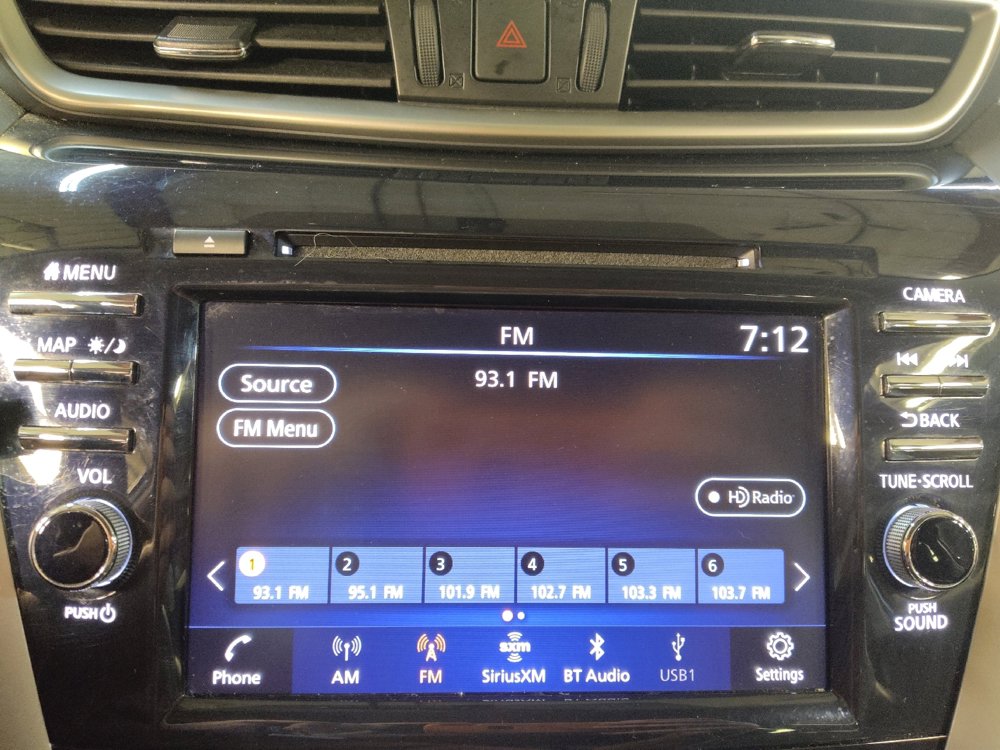 MENU
MAP
AUDIO
VOL
PUSH
FM
7:12
Source
93.1 FM
FM Menu
HD Radio
1 2 3 4 5 6
93.1 FM 95.1 FM 101.9 FM 102.7 FM 103.3 FM 103.7 FM
sxm
Phone AM FM SiriusXM BT Audio USB1 Settings
CAMERA
BACK
TUNE·SCROLL
PUSH
SOUND